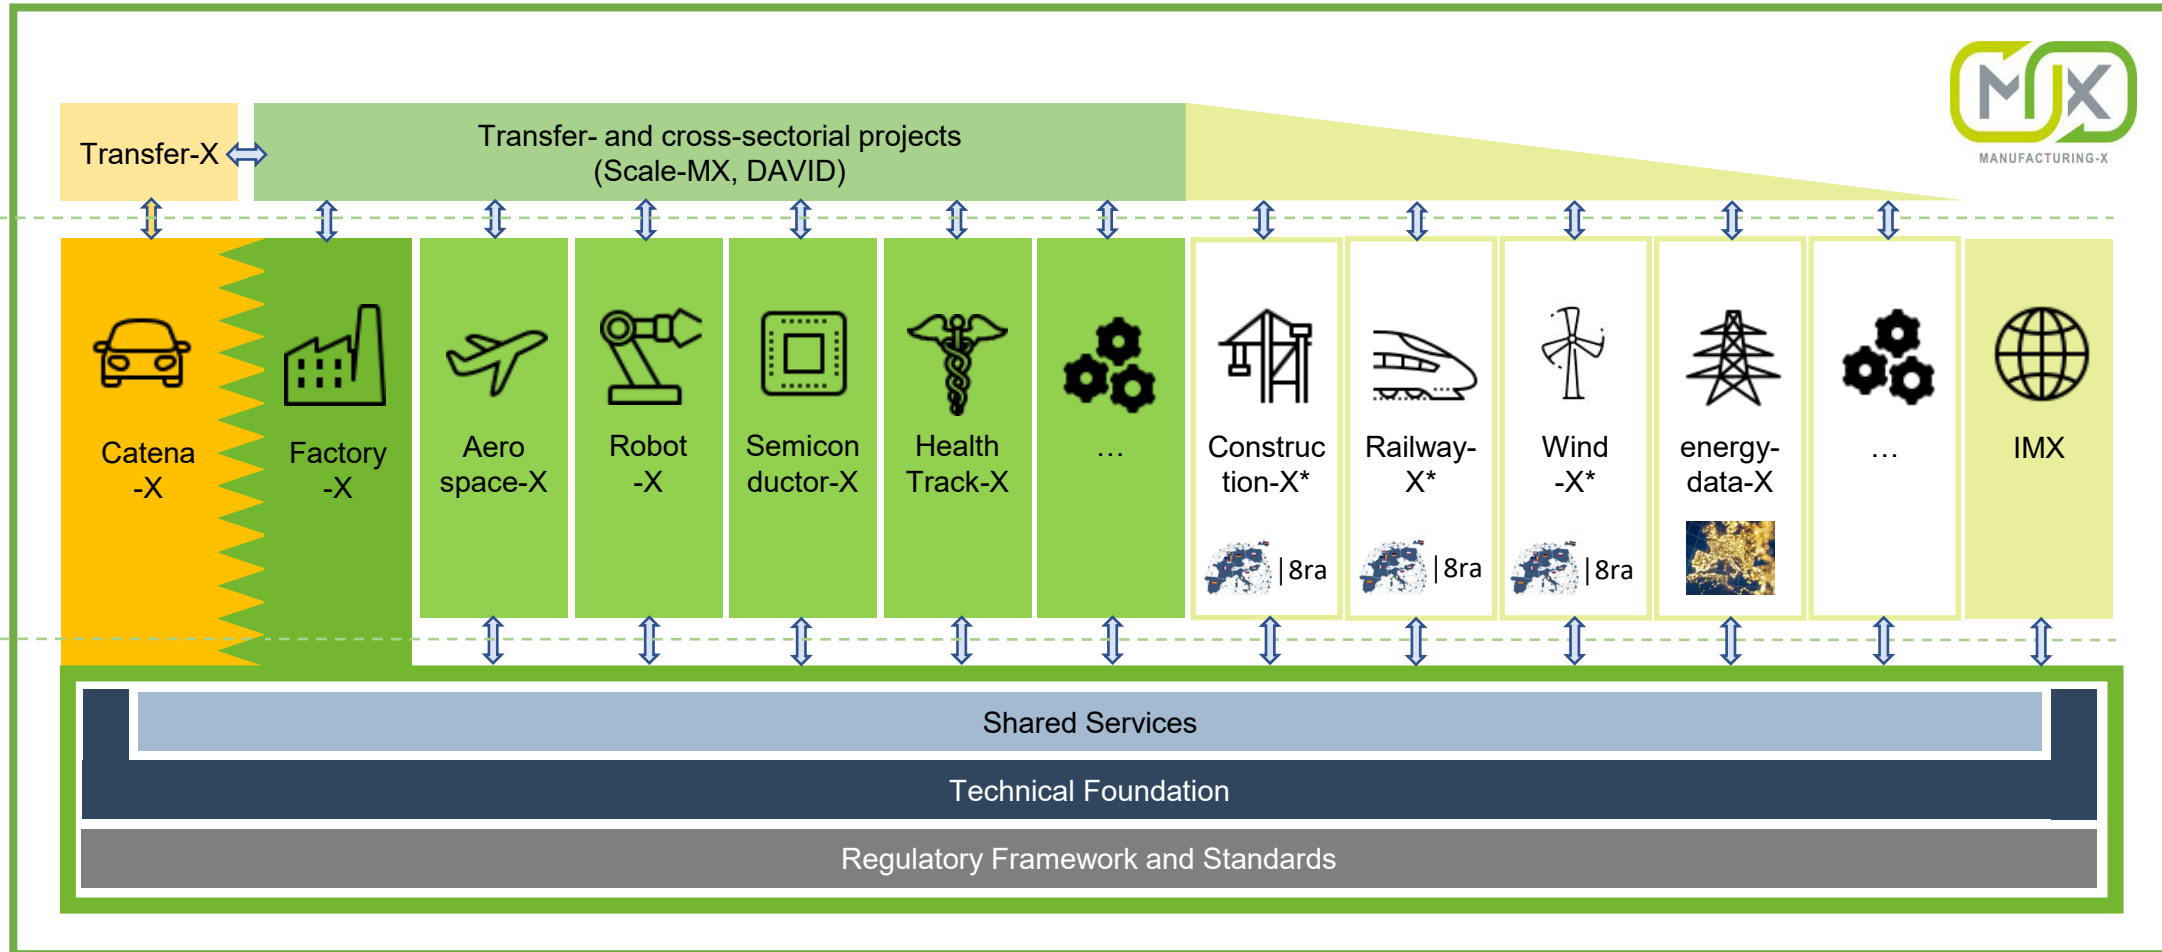 MX
MANUFACTURING-X
Transfer-X
Transfer- and cross-sectorial projects
(Scale-MX, DAVID)
Catena
-X
Factory
-X
Aero
space-X
Robot
-X
Semicon
ductor-X
Health
Track-X
...
Construc
tion-X*
|8ra
Railway-
X*
|8ra
Wind
-X*
|8ra
energy-
data-X
...
IMX
Shared Services
Technical Foundation
Regulatory Framework and Standards